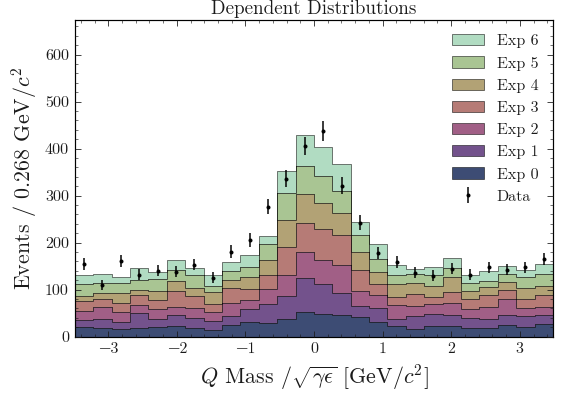 Dependent Distributions
Events / 0.268 GeV/c²
600
500
400
300
200
100
0
Exp 6
Exp 5
Exp 4
Exp 3
Exp 2
Exp 1
Exp 0
Data
−3 −2 −1 0 1 2 3
Q Mass /√γϵ [GeV/c²]